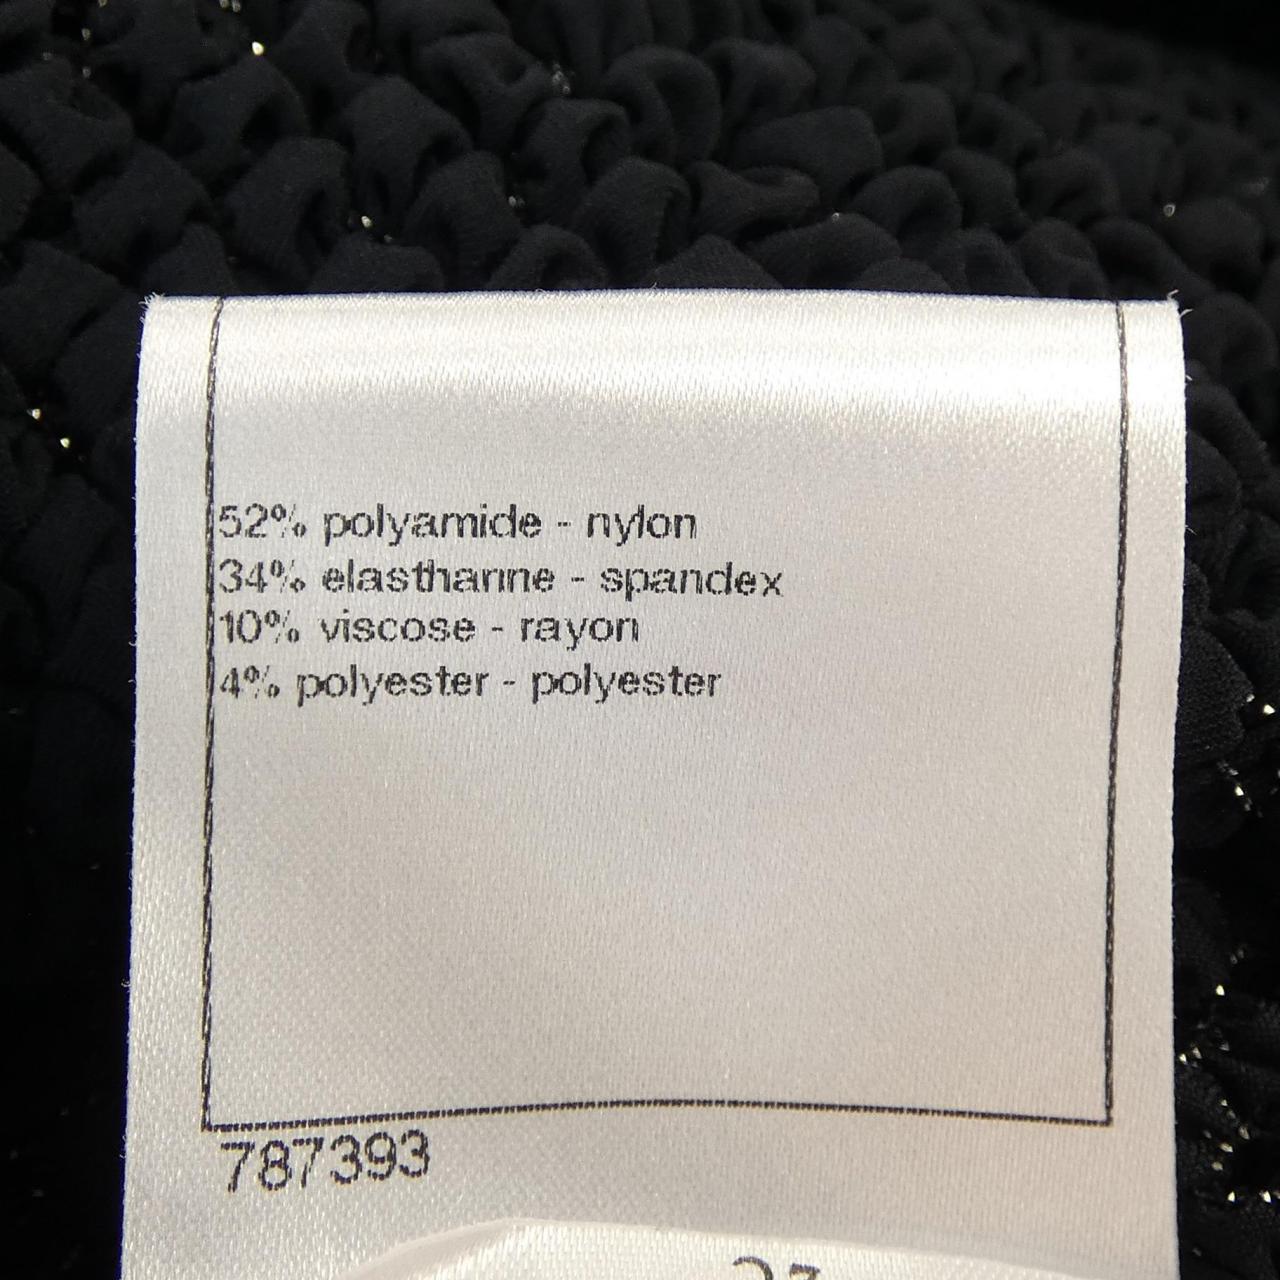 52% polyamide - nylon
34% elasthanne - spandex
10% viscose - rayon
4% polyester - polyester
787393